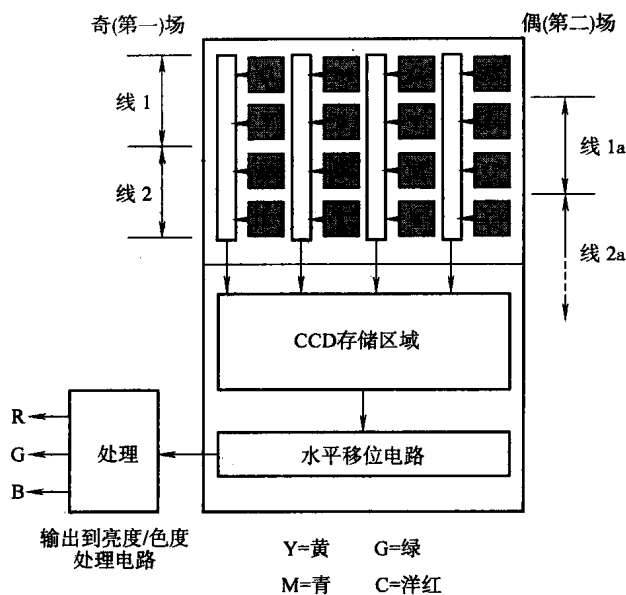 奇(第一)场
偶(第二)场
线 1
线 1a
线 2
线 2a
CCD存储区域
R
G
B
处理
水平移位电路
输出到亮度/色度
处理电路
Y=黄 G=绿
M=青 C=洋红